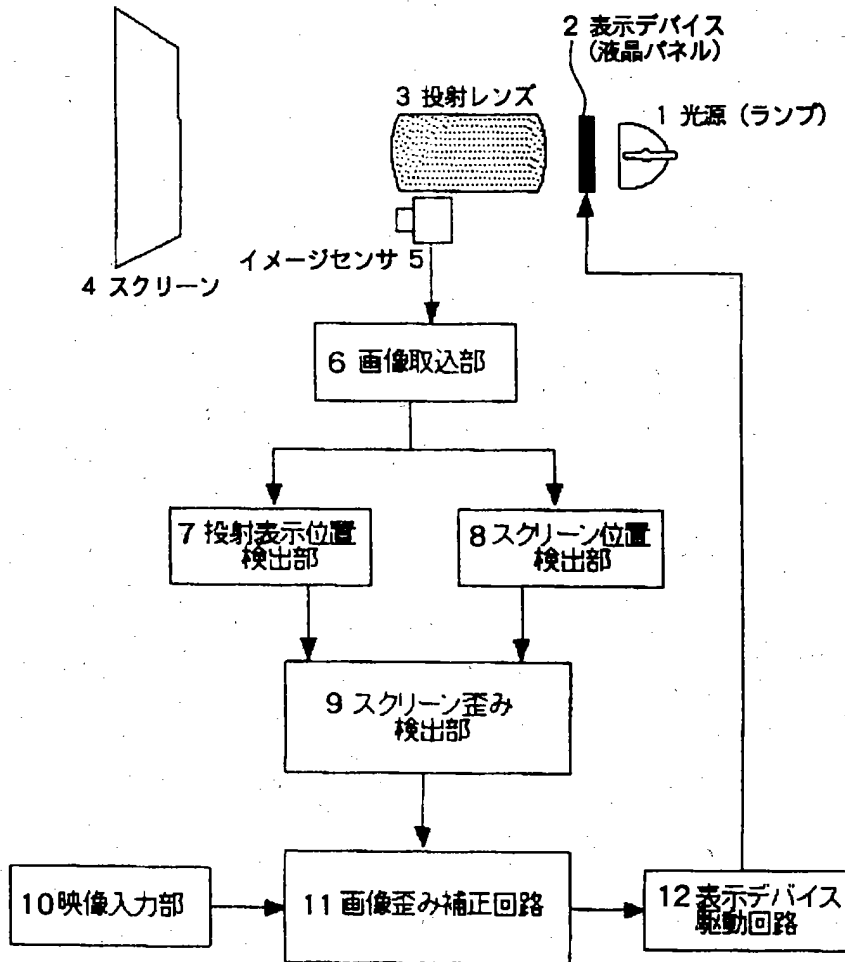 2 表示デバイス
(液晶パネル)
3 投射レンズ
1 光源 (ランプ)
イメージセンサ 5
4 スクリーン
6 画像取込部
7 投射表示位置
検出部
8 スクリーン位置
検出部
9 スクリーン歪み
検出部
10 映像入力部
11 画像歪み補正回路
12 表示デバイス
駆動回路